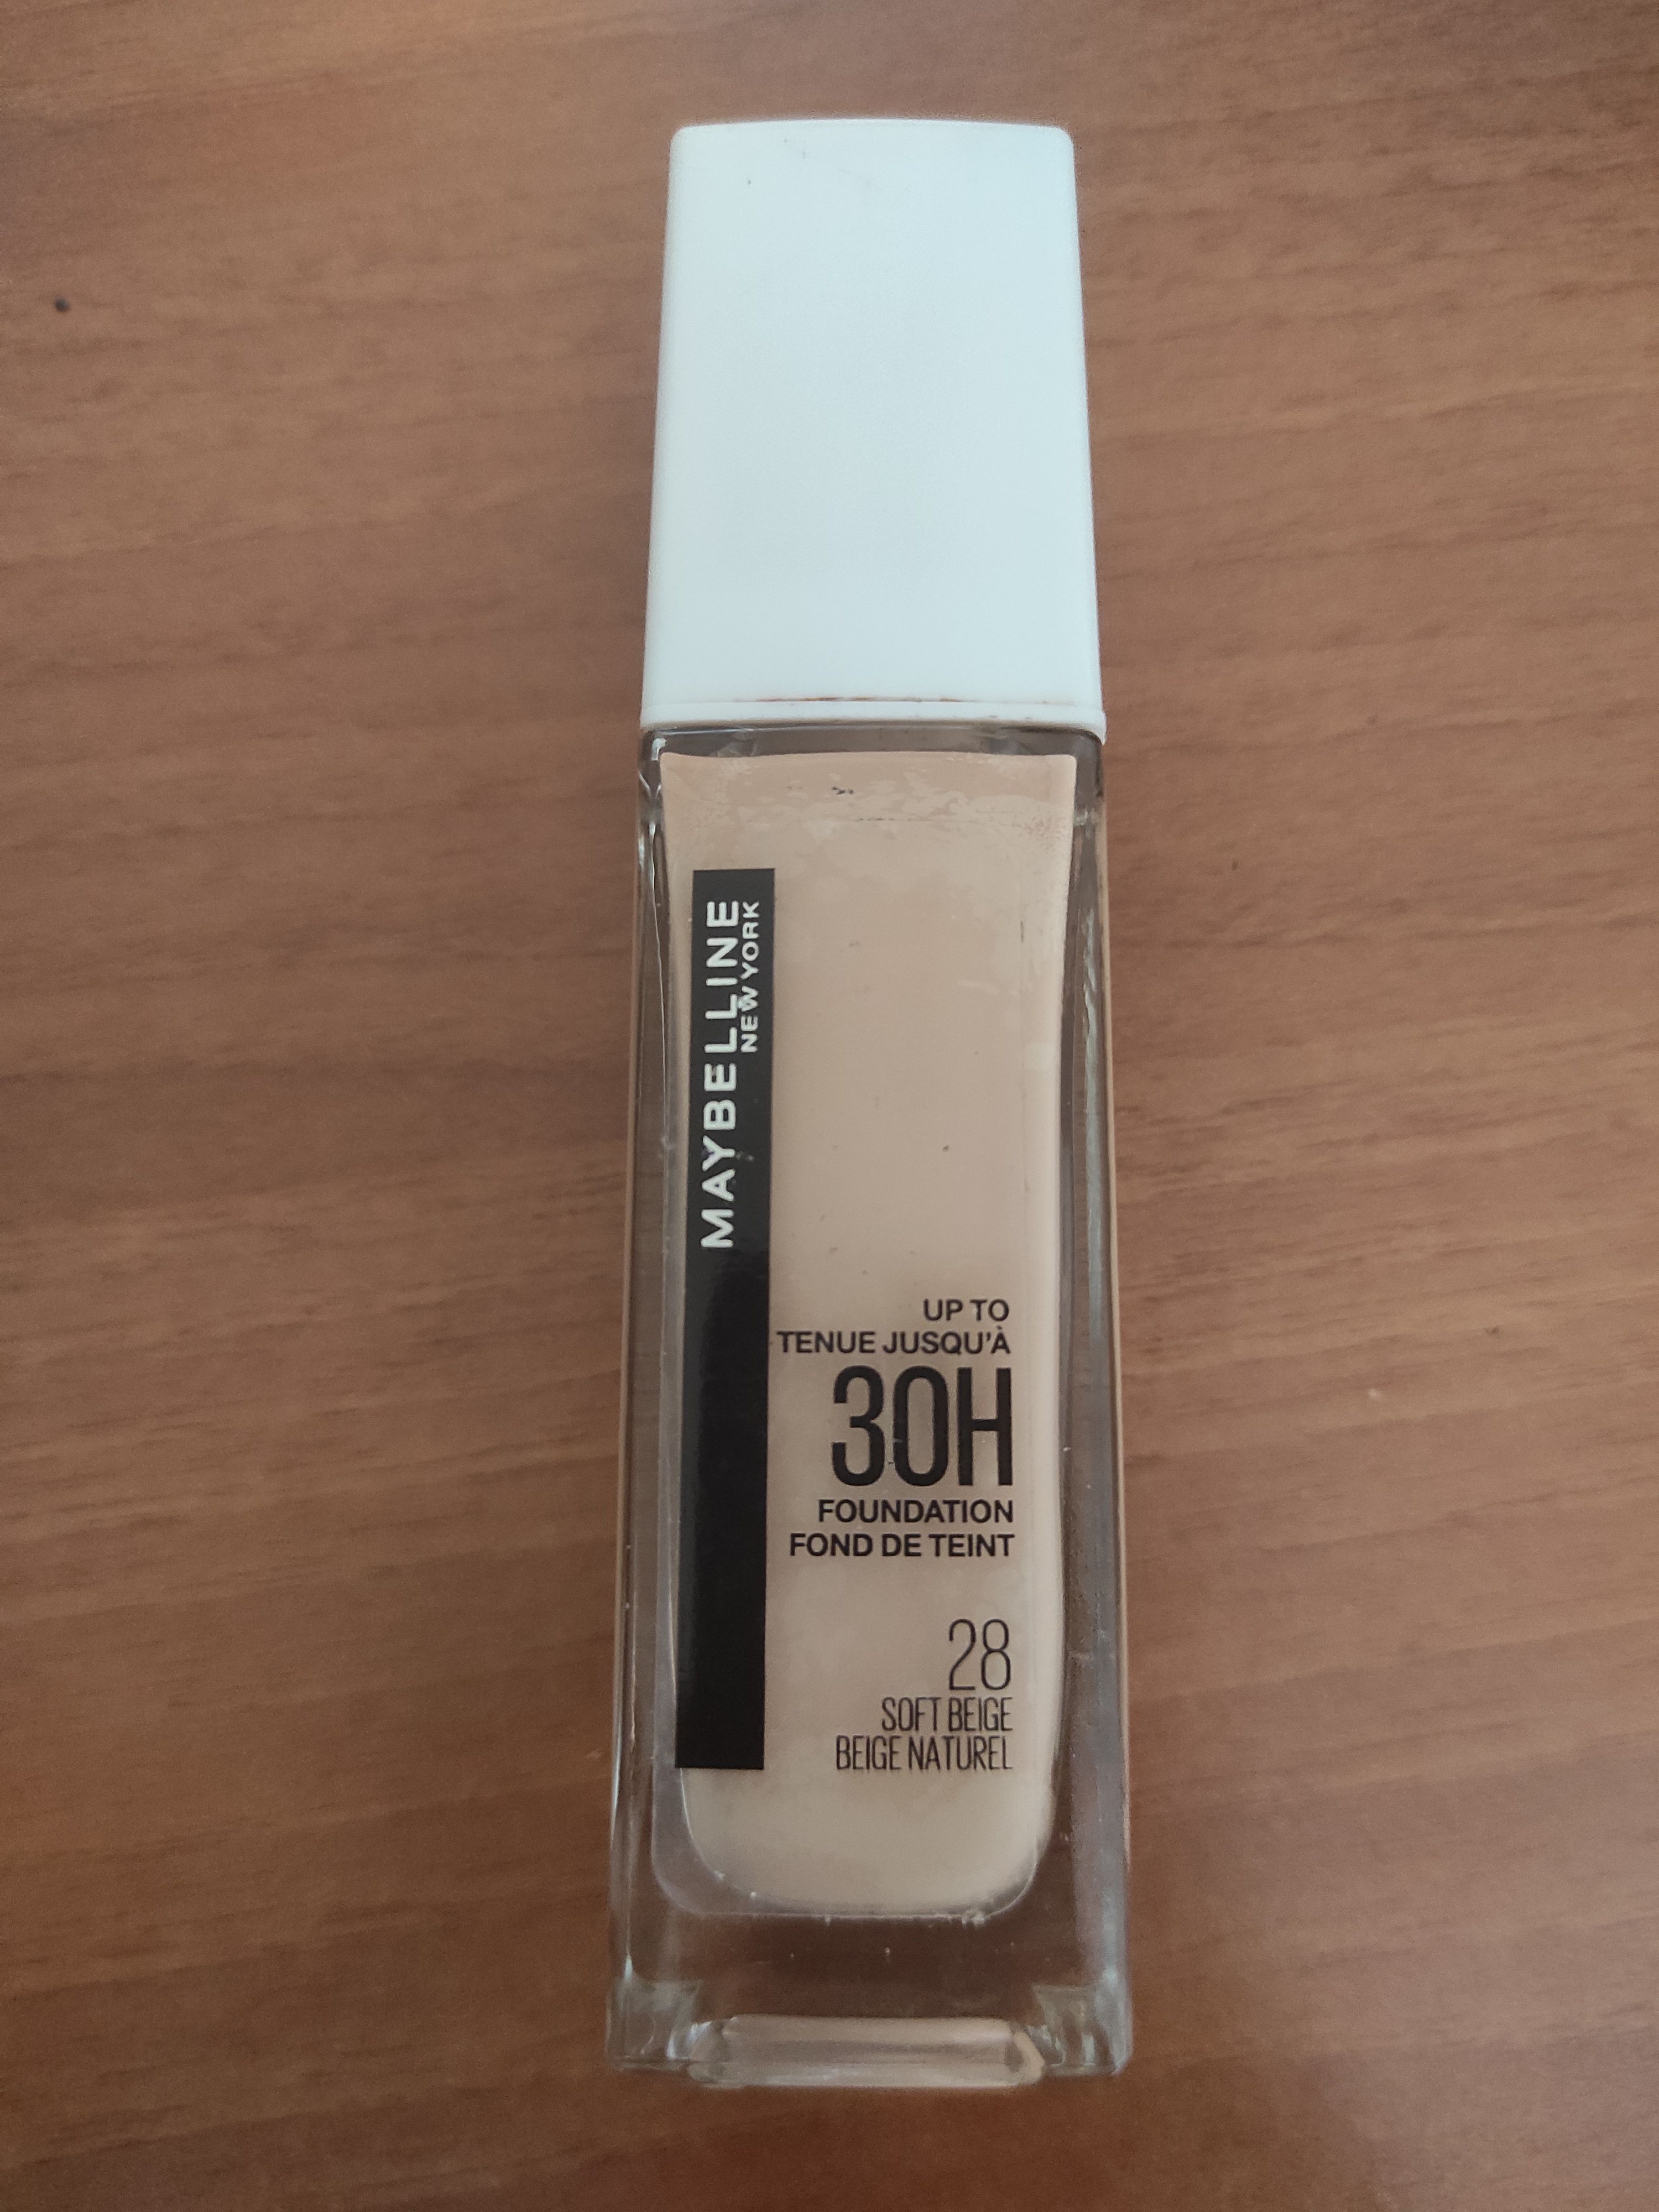 MAYBELLINE
NEW YORK
UP TO
TENUE JUSQU'À
30H
FOUNDATION
FOND DE TEINT
28
SOFT BEIGE
BEIGE NATUREL